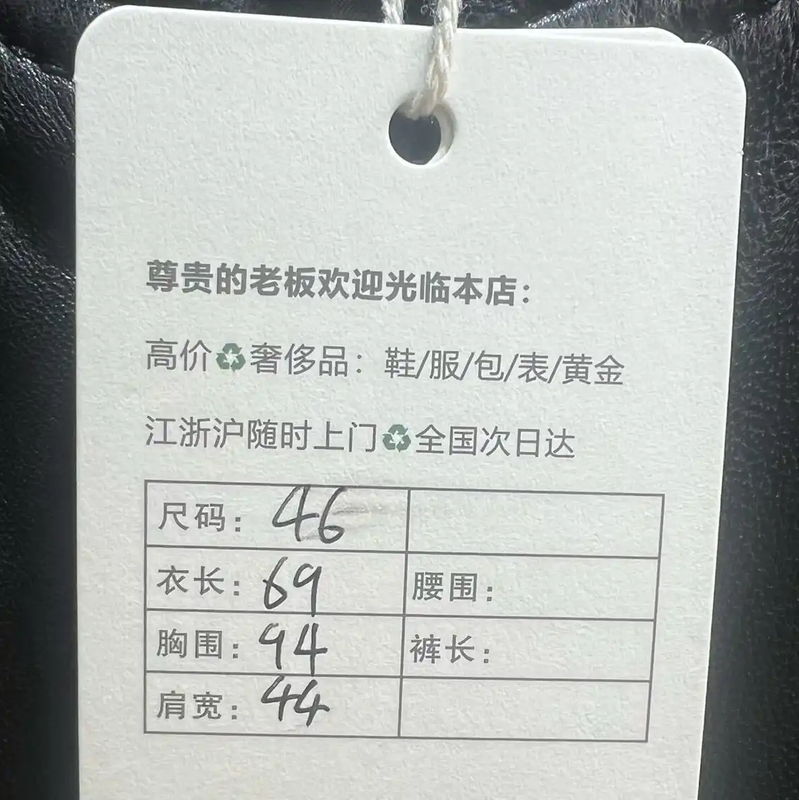 尊贵的老板欢迎光临本店：
高价♻奢侈品：鞋/服/包/表/黄金
江浙沪随时上门♻全国次日达
尺码：46
衣长：69 腰围：
胸围：94 裤长：
肩宽：44